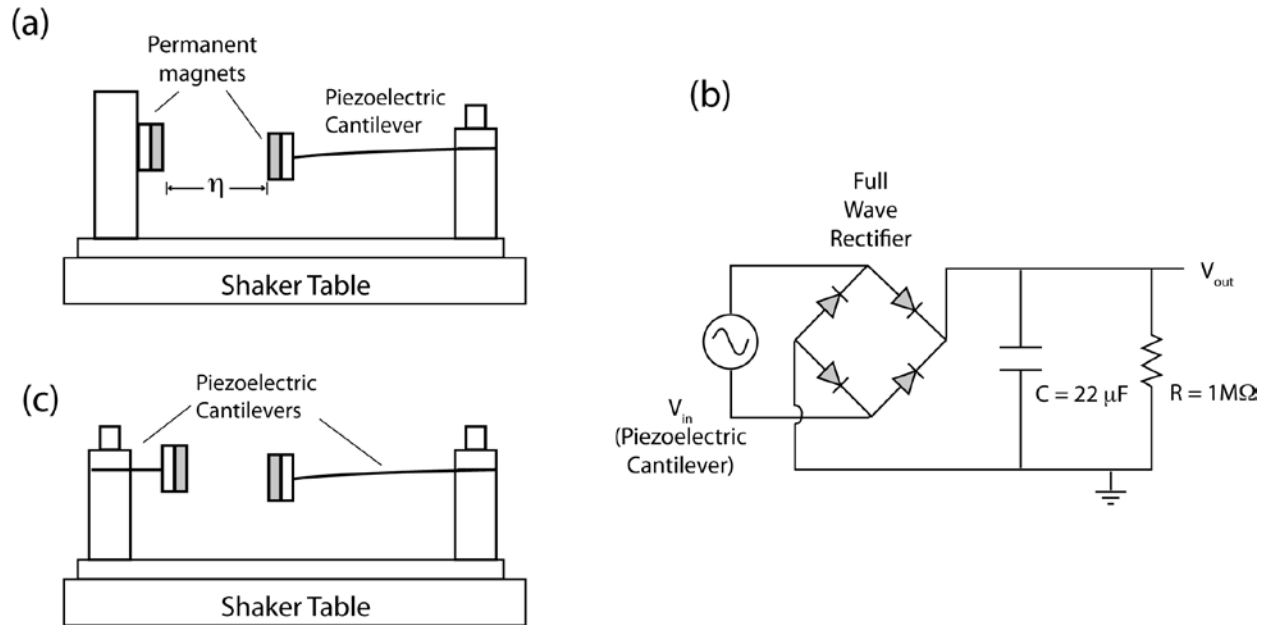 (a)
Permanent
magnets
Piezoelectric
Cantilever
η
Shaker Table
(b)
Full
Wave
Rectifier
V_out
C = 22 μF
R = 1MΩ
V_in
(Piezoelectric
Cantilever)
(c)
Piezoelectric
Cantilevers
Shaker Table